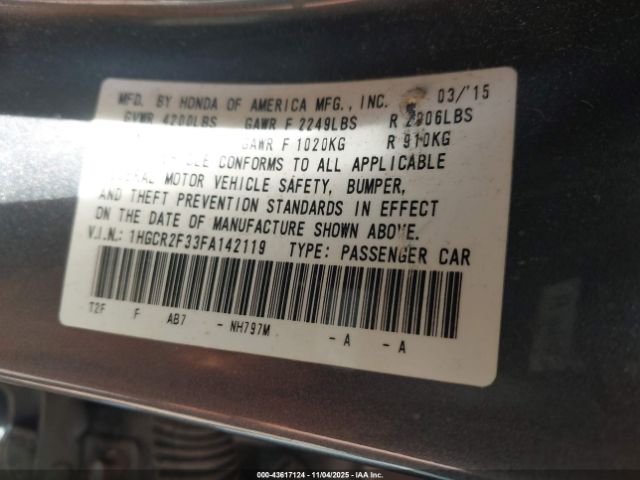 MFD. BY HONDA OF AMERICA MFG., INC. 03/'15
GVWR 4200LBS GAWR F 2249LBS R 2006LBS
GAWR F 1020KG R 910KG
CONFORMS TO ALL APPLICABLE
MOTOR VEHICLE SAFETY, BUMPER,
AND THEFT PREVENTION STANDARDS IN EFFECT
ON THE DATE OF MANUFACTURE SHOWN ABOVE.
V.I.N.: 1HGCR2F33FA142119 TYPE: PASSENGER CAR
T2F F AB7 - NH797M - A - A
000-43617124 - 11/04/2025 - IAAI.COM